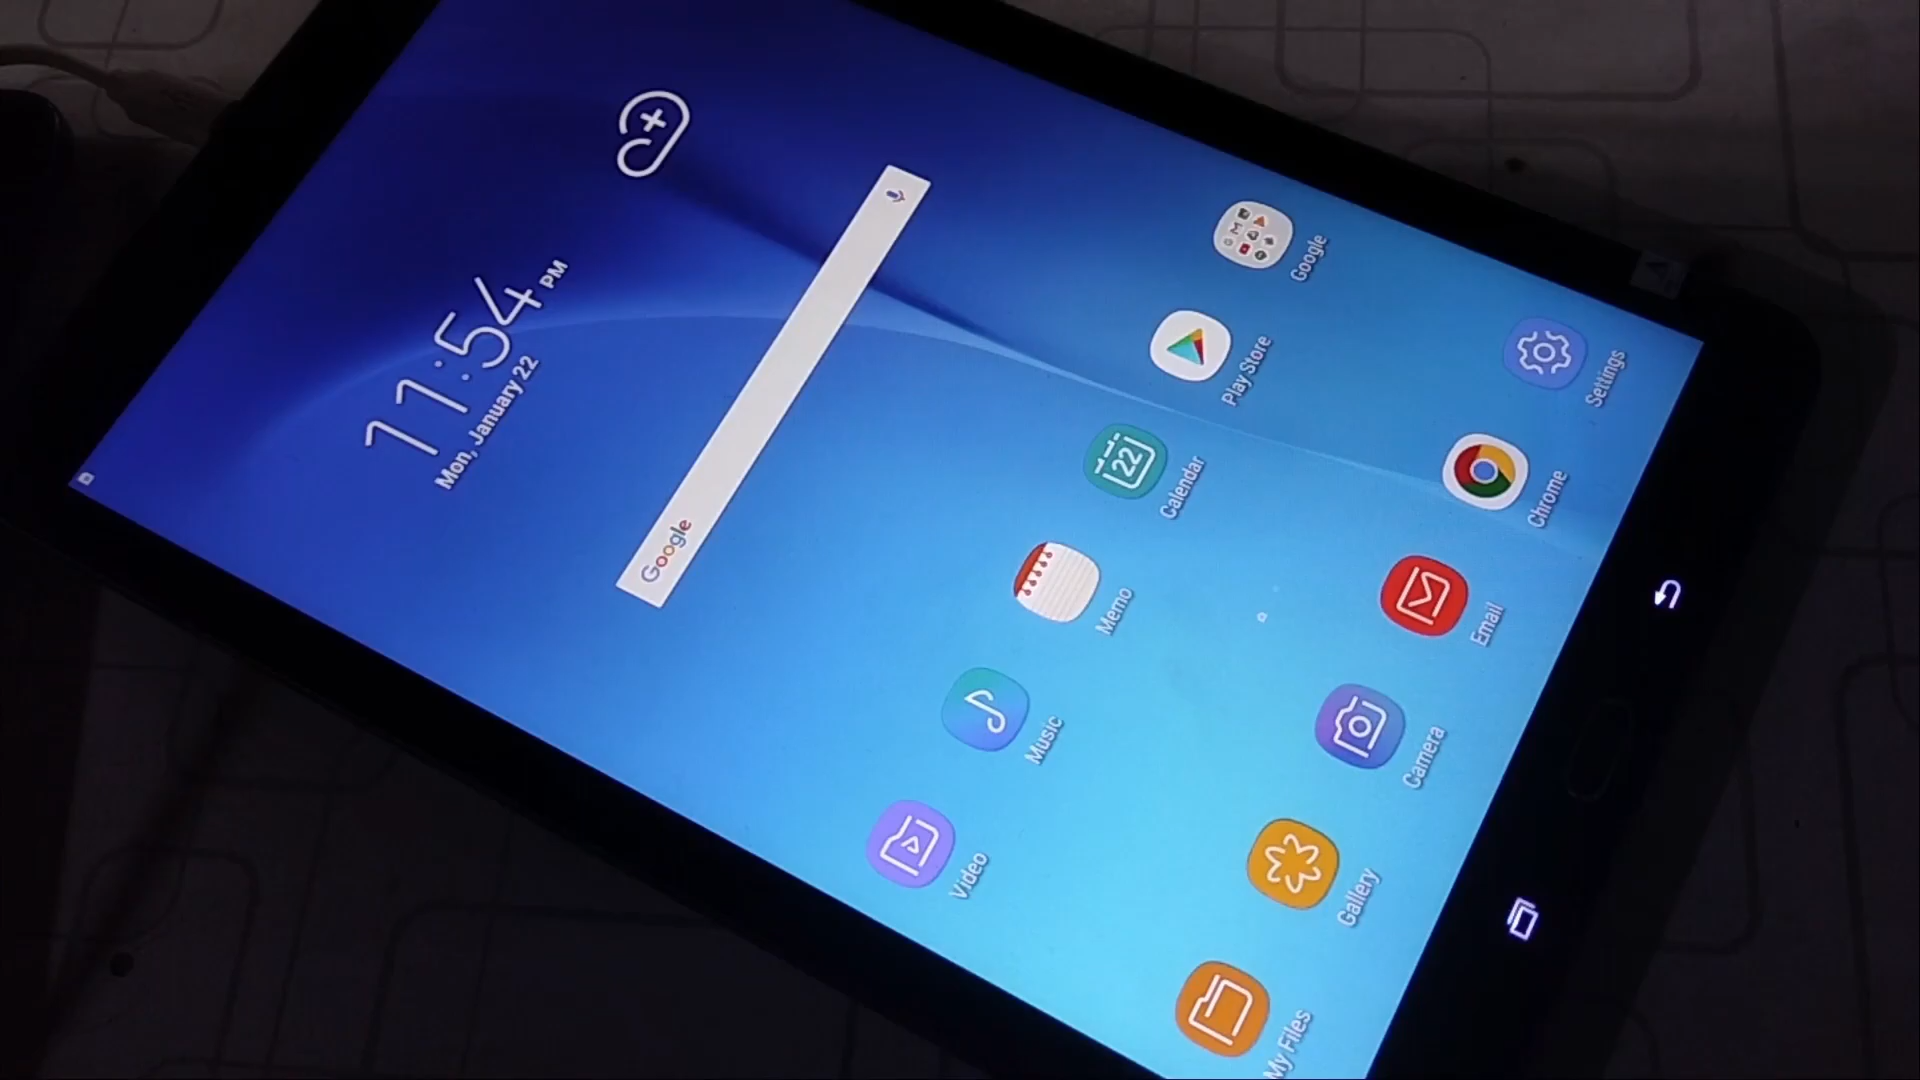 11:54 PM
Mon, January 22
Google
Video
Music
Memo
22
Calendar
Play Store
Google
My Files
Gallery
Camera
Email
Chrome
Settings